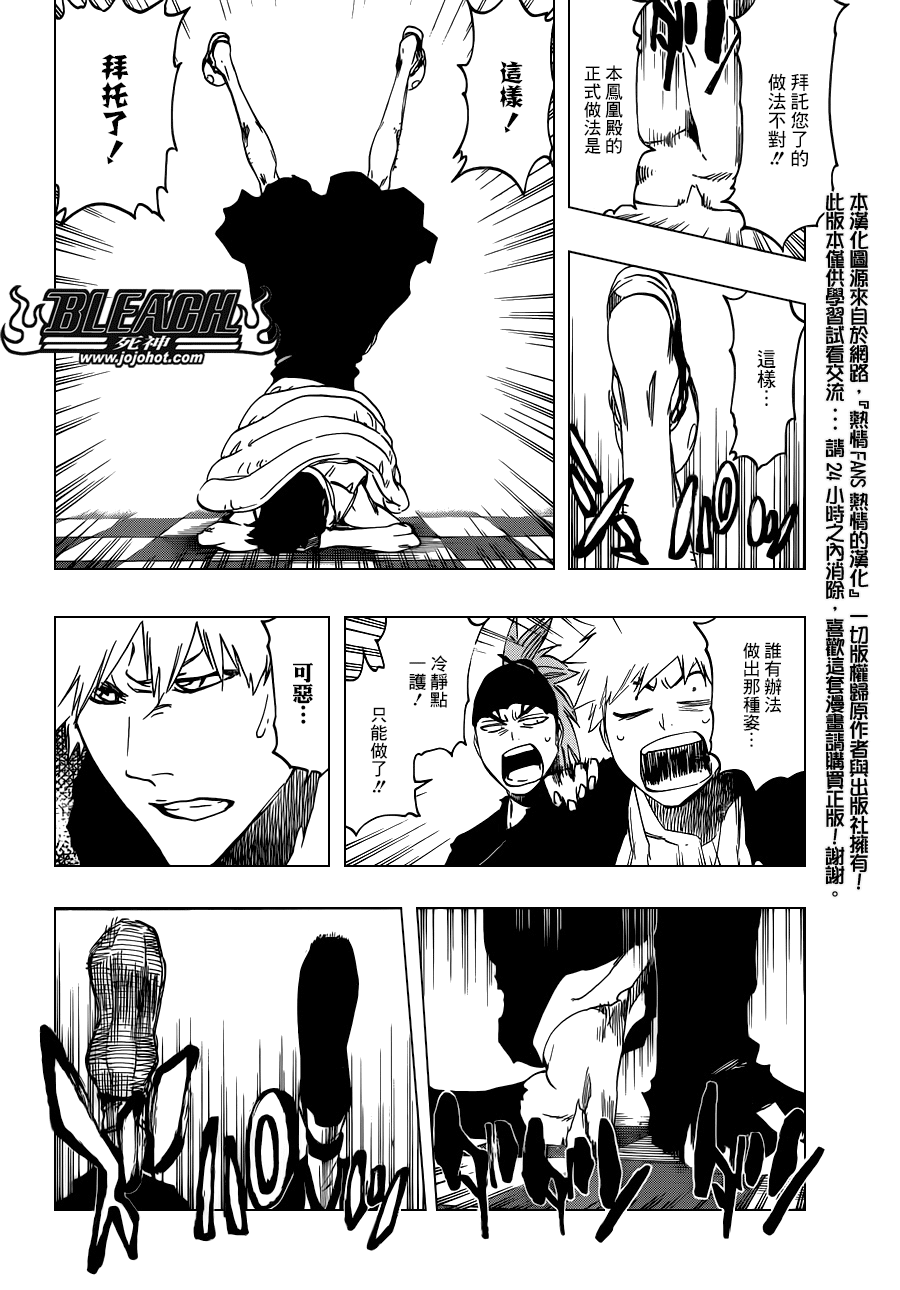 拜託您了的
做法不對!!
本鳳凰殿的
正式做法是
這樣…
這樣!
拜托了!
誰有辦法
做出那種姿…
冷靜點
一護!
只能做了!!
可惡…
BLEACH
死神
www.jojohot.com
本漢化圖源來自於網路,『熱情FANS 熱情的漢化』一切版權歸原作者與出版社擁有!
此版本僅供學習試看交流… 請 24 小時之內消除,喜歡這套漫畫請購買正版!謝謝。